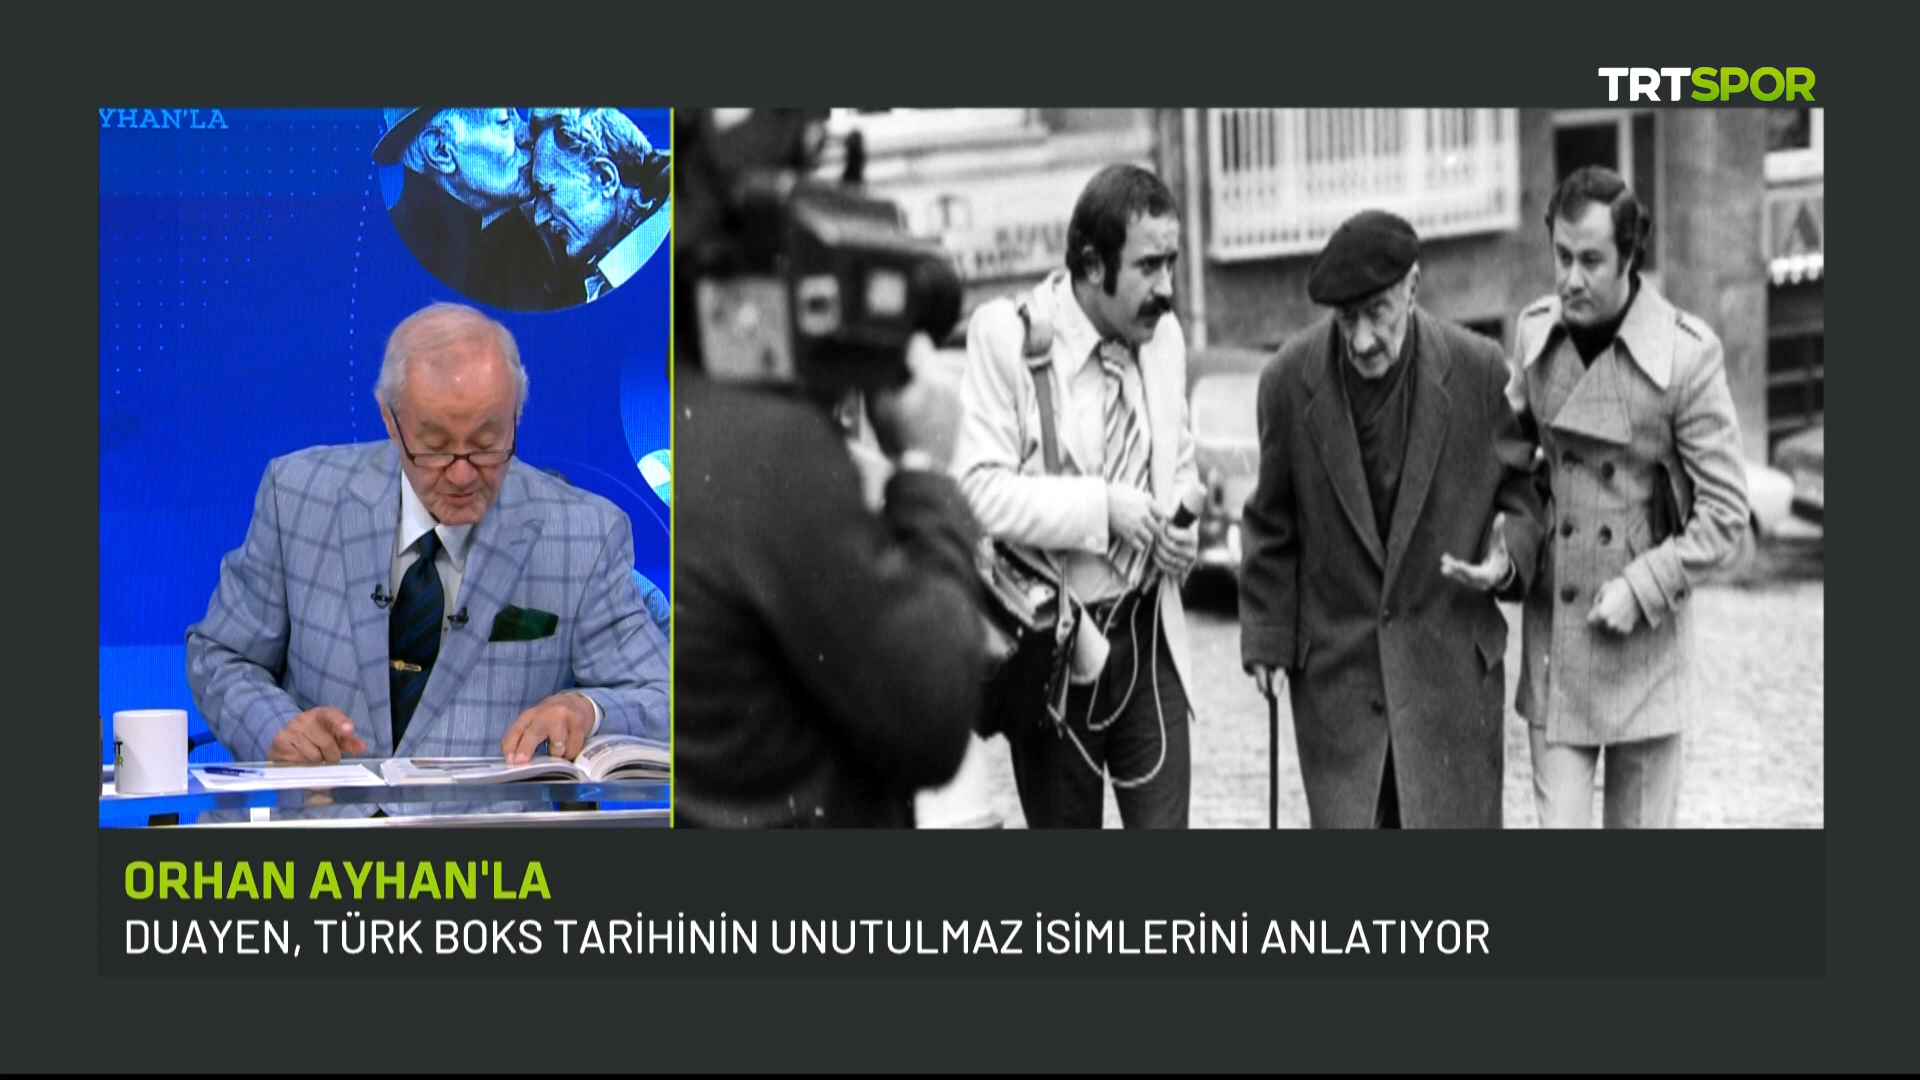 TRTSPOR
YHAN'LA
ORHAN AYHAN'LA
DUAYEN, TÜRK BOKS TARİHİNİN UNUTULMAZ İSİMLERİNİ ANLATIYOR